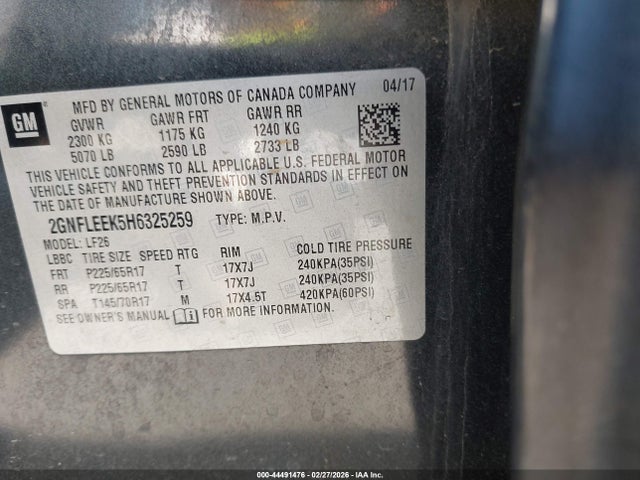 GM
MFD BY GENERAL MOTORS OF CANADA COMPANY 04/17
GVWR GAWR FRT GAWR RR
2300 KG 1175 KG 1240 KG
5070 LB 2590 LB 2733 LB
THIS VEHICLE CONFORMS TO ALL APPLICABLE U.S. FEDERAL MOTOR
VEHICLE SAFETY AND THEFT PREVENTION STANDARDS IN EFFECT ON
THE DATE OF MANUFACTURE SHOWN ABOVE.
2GNFLEEK5H6325259 TYPE: M.P.V.
MODEL: LF26
LBBC TIRE SIZE SPEED RTG RIM COLD TIRE PRESSURE
FRT P225/65R17 T 17X7J 240KPA(35PSI)
RR P225/65R17 T 17X7J 240KPA(35PSI)
SPA T145/70R17 M 17X4.5T 420KPA(60PSI)
SEE OWNER'S MANUAL FOR MORE INFORMATION.
000-44491476 - 02/27/2026 - IAA Inc.